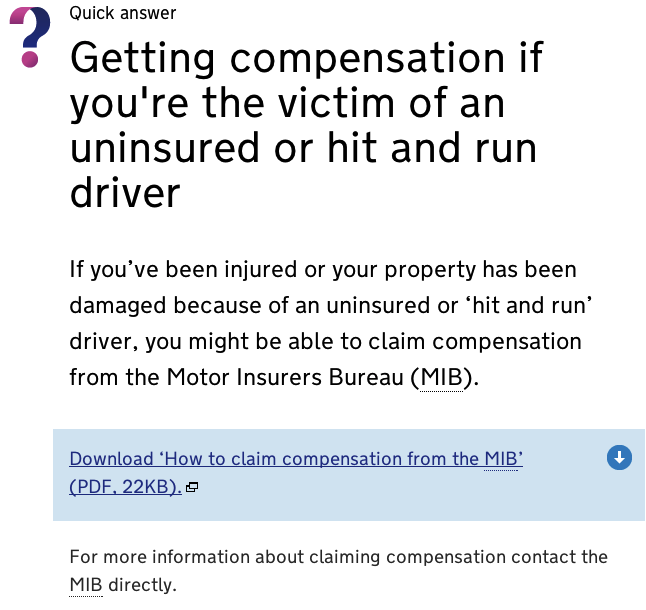 Quick answer
Getting compensation if
you're the victim of an
uninsured or hit and run
driver
If you’ve been injured or your property has been
damaged because of an uninsured or ‘hit and run’
driver, you might be able to claim compensation
from the Motor Insurers Bureau (MIB).
Download ‘How to claim compensation from the MIB’
(PDF, 22KB).
For more information about claiming compensation contact the
MIB directly.